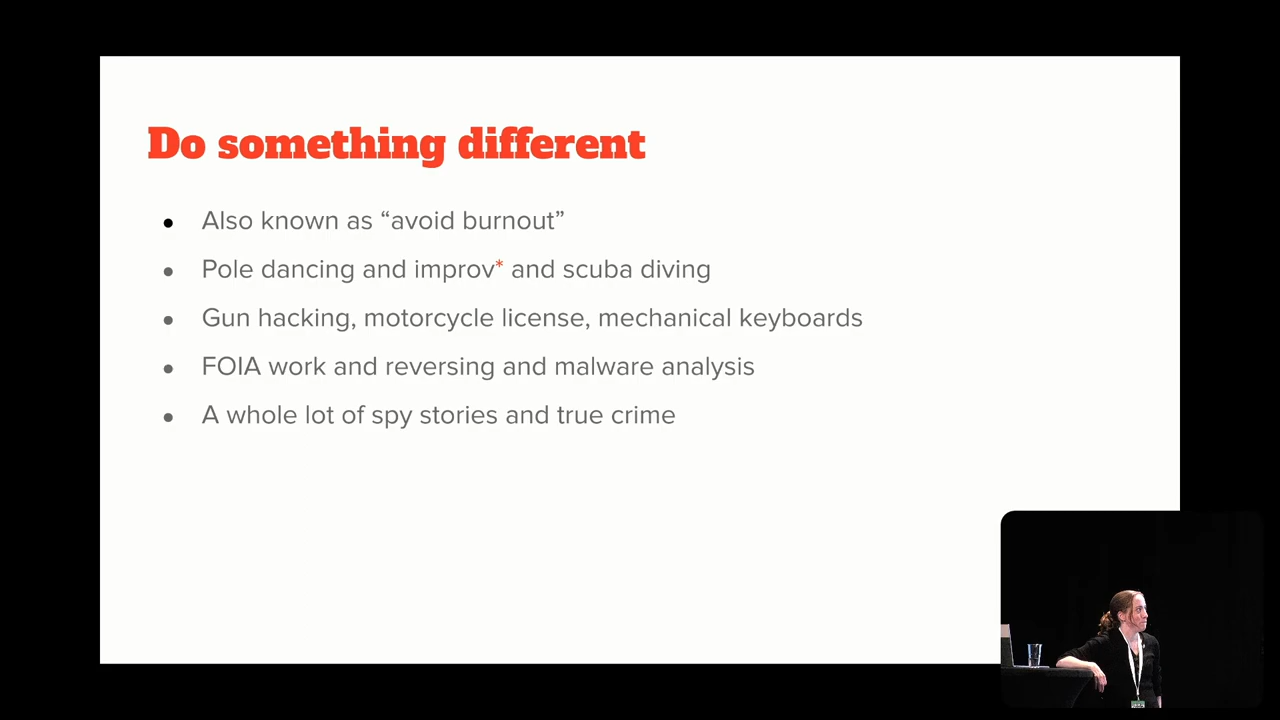 Do something different
Also known as “avoid burnout”
Pole dancing and improv* and scuba diving
Gun hacking, motorcycle license, mechanical keyboards
FOIA work and reversing and malware analysis
A whole lot of spy stories and true crime